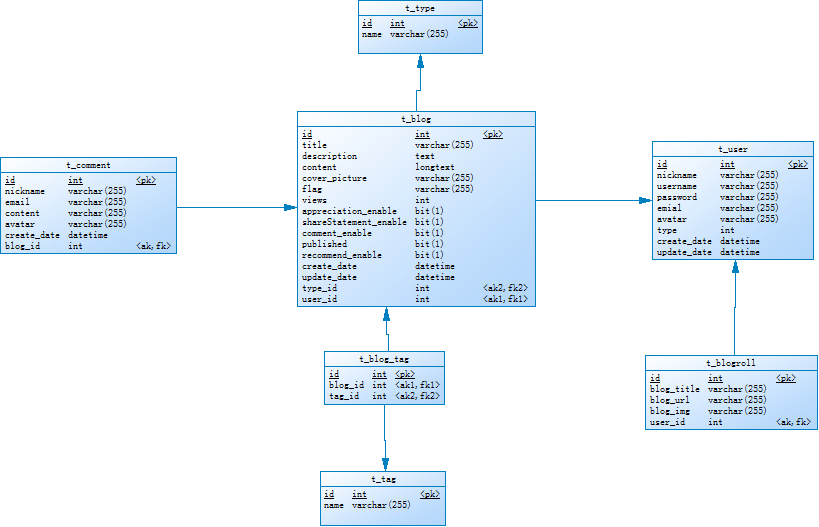 t_type
id int <pk>
name varchar(255)
t_blog
id int <pk>
title varchar(255)
description text
content longtext
cover_picture varchar(255)
flag varchar(255)
views int
appreciation_enable bit(1)
shareStatement_enable bit(1)
comment_enable bit(1)
published bit(1)
recommend_enable bit(1)
create_date datetime
update_date datetime
type_id int <ak2,fk2>
user_id int <ak1,fk1>
t_comment
id int <pk>
nickname varchar(255)
email varchar(255)
content varchar(255)
avatar varchar(255)
create_date datetime
blog_id int <ak,fk>
t_user
id int <pk>
nickname varchar(255)
username varchar(255)
password varchar(255)
emial varchar(255)
avatar varchar(255)
type int
create_date datetime
update_date datetime
t_blog_tag
id int <pk>
blog_id int <ak1,fk1>
tag_id int <ak2,fk2>
t_blogroll
id int <pk>
blog_title varchar(255)
blog_url varchar(255)
blog_img varchar(255)
user_id int <ak,fk>
t_tag
id int <pk>
name varchar(255)